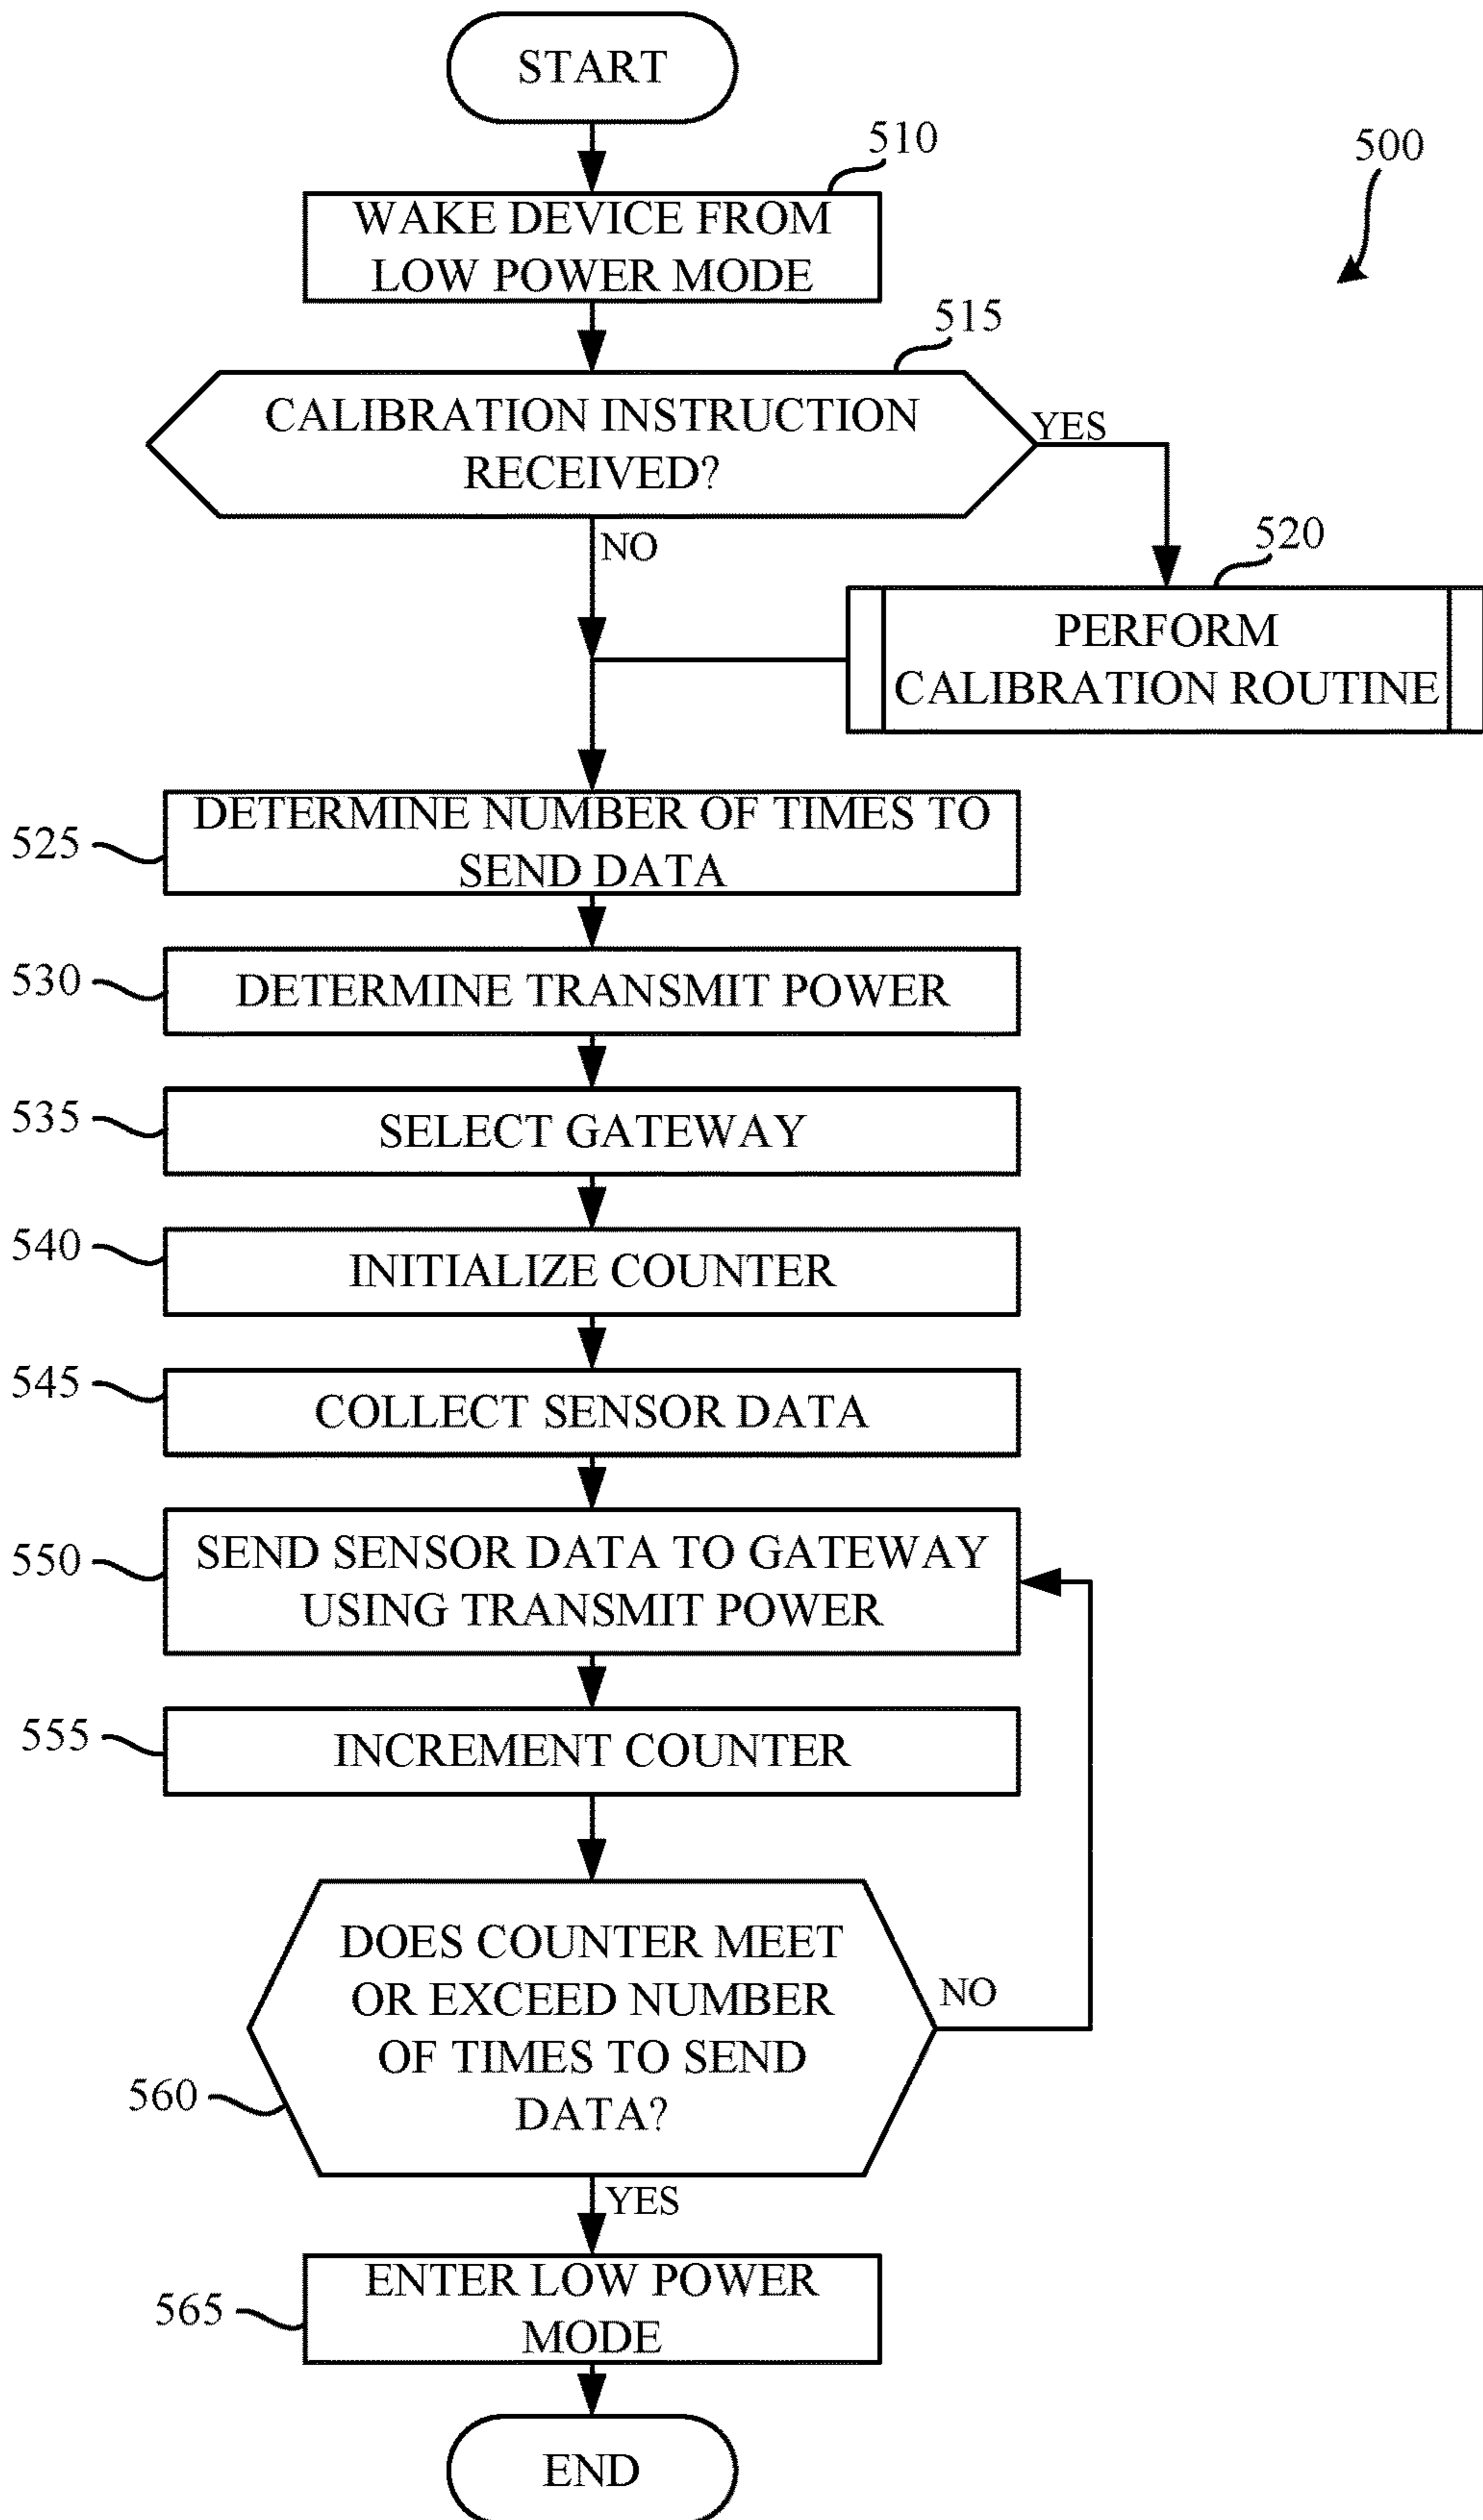 START
510
500
WAKE DEVICE FROM
LOW POWER MODE
515
CALIBRATION INSTRUCTION
RECEIVED?
YES
NO
520
PERFORM
CALIBRATION ROUTINE
525
DETERMINE NUMBER OF TIMES TO
SEND DATA
530
DETERMINE TRANSMIT POWER
535
SELECT GATEWAY
540
INITIALIZE COUNTER
545
COLLECT SENSOR DATA
550
SEND SENSOR DATA TO GATEWAY
USING TRANSMIT POWER
555
INCREMENT COUNTER
DOES COUNTER MEET
OR EXCEED NUMBER
OF TIMES TO SEND
DATA?
NO
560
YES
565
ENTER LOW POWER
MODE
END